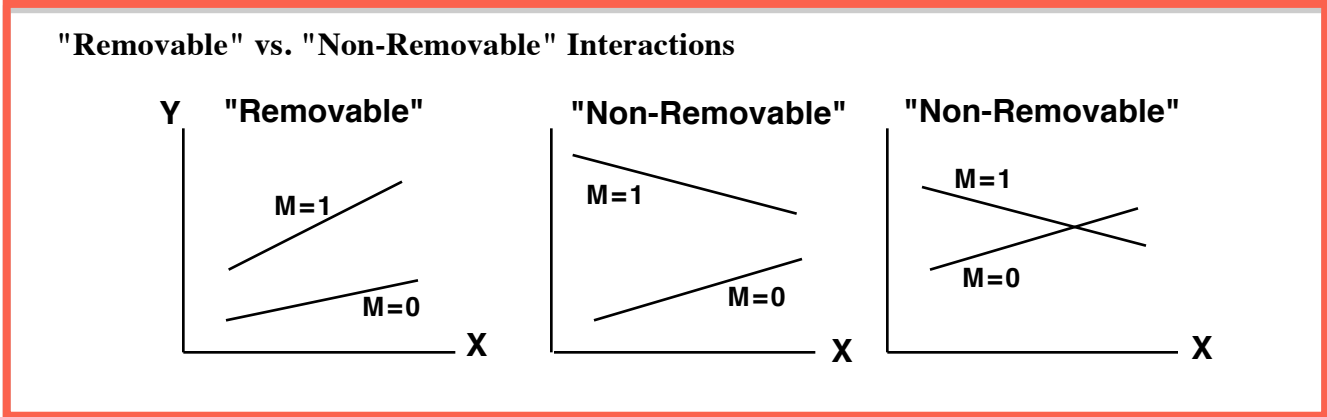 "Removable" vs. "Non-Removable" Interactions
Y "Removable"
M=1
M=0
X
"Non-Removable"
M=1
M=0
X
"Non-Removable"
M=1
M=0
X